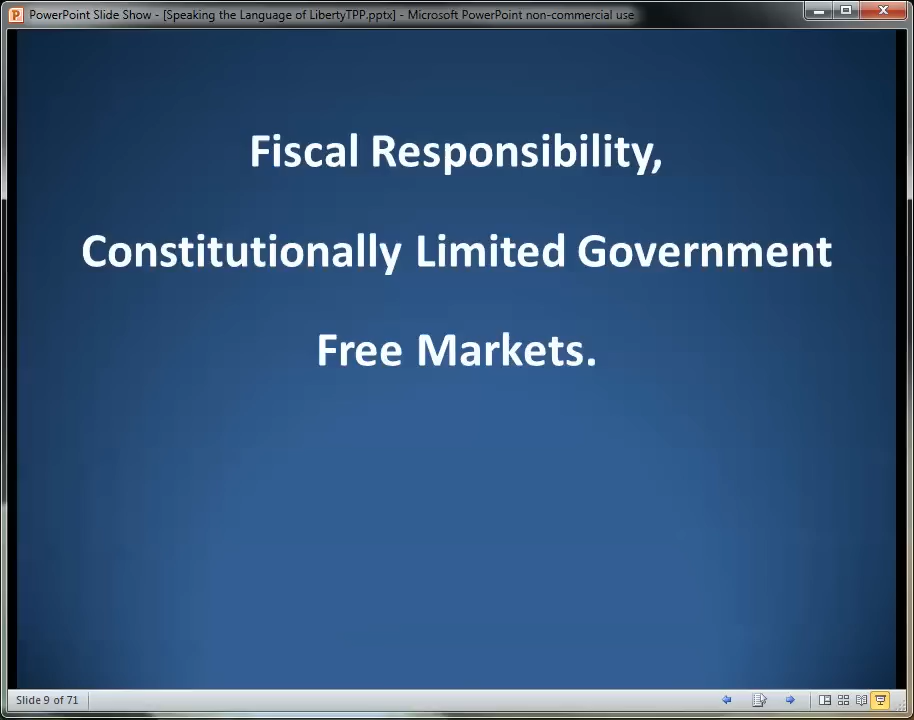 PowerPoint Slide Show - [Speaking the Language of LibertyTPP.pptx] - Microsoft PowerPoint non-commercial use
Fiscal Responsibility,
Constitutionally Limited Government
Free Markets.
Slide 9 of 71